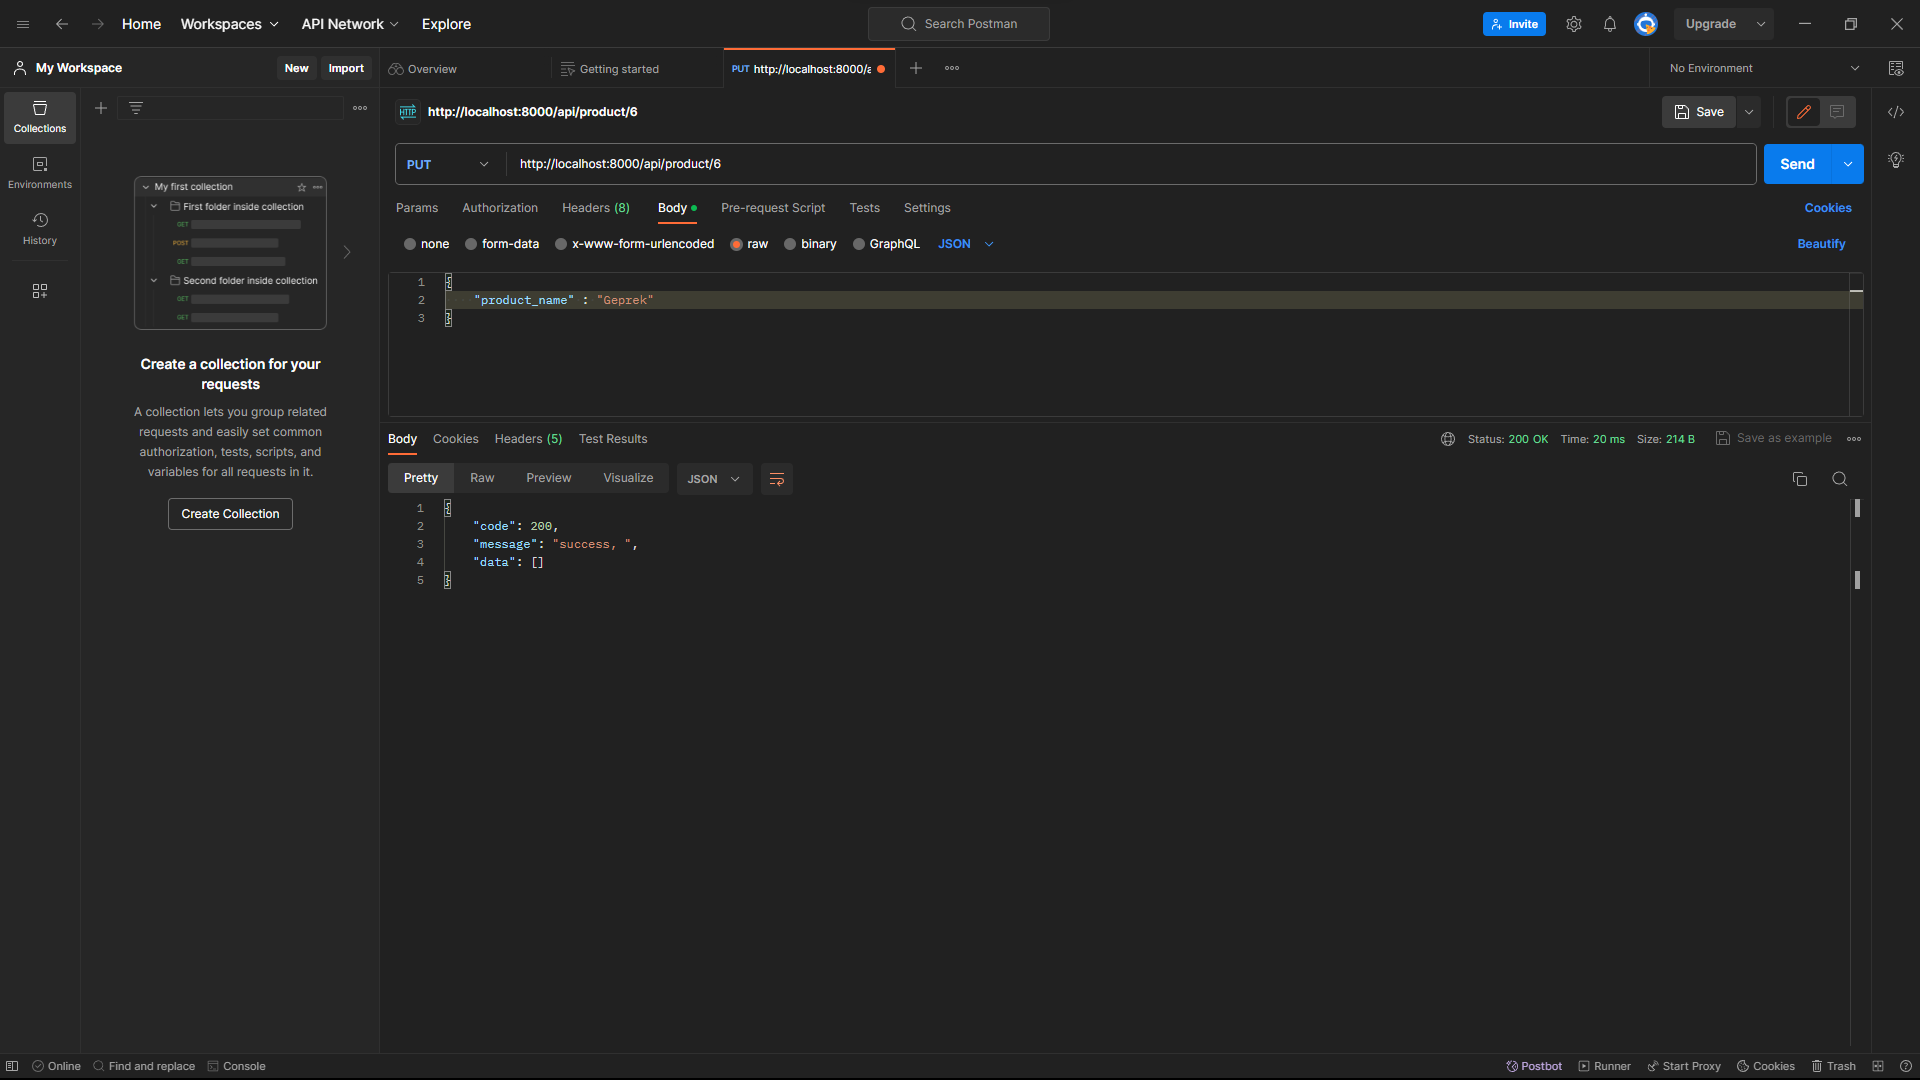 Home Workspaces API Network Explore Search Postman Invite Upgrade
My Workspace New Import Overview Getting started PUT http://localhost:8000/a No Environment
Collections
Environments
History
My first collection
First folder inside collection
GET
POST
GET
Second folder inside collection
GET
GET
Create a collection for your
requests
A collection lets you group related
requests and easily set common
authorization, tests, scripts, and
variables for all requests in it.
Create Collection
HTTP http://localhost:8000/api/product/6 Save
PUT http://localhost:8000/api/product/6 Send
Params Authorization Headers (8) Body Pre-request Script Tests Settings Cookies
none form-data x-www-form-urlencoded raw binary GraphQL JSON Beautify
1 {
2 "product_name" : "Geprek"
3 }
Body Cookies Headers (5) Test Results Status: 200 OK Time: 20 ms Size: 214 B Save as example
Pretty Raw Preview Visualize JSON
1 {
2 "code": 200,
3 "message": "success, ",
4 "data": []
5 }
Online Find and replace Console Postbot Runner Start Proxy Cookies Trash